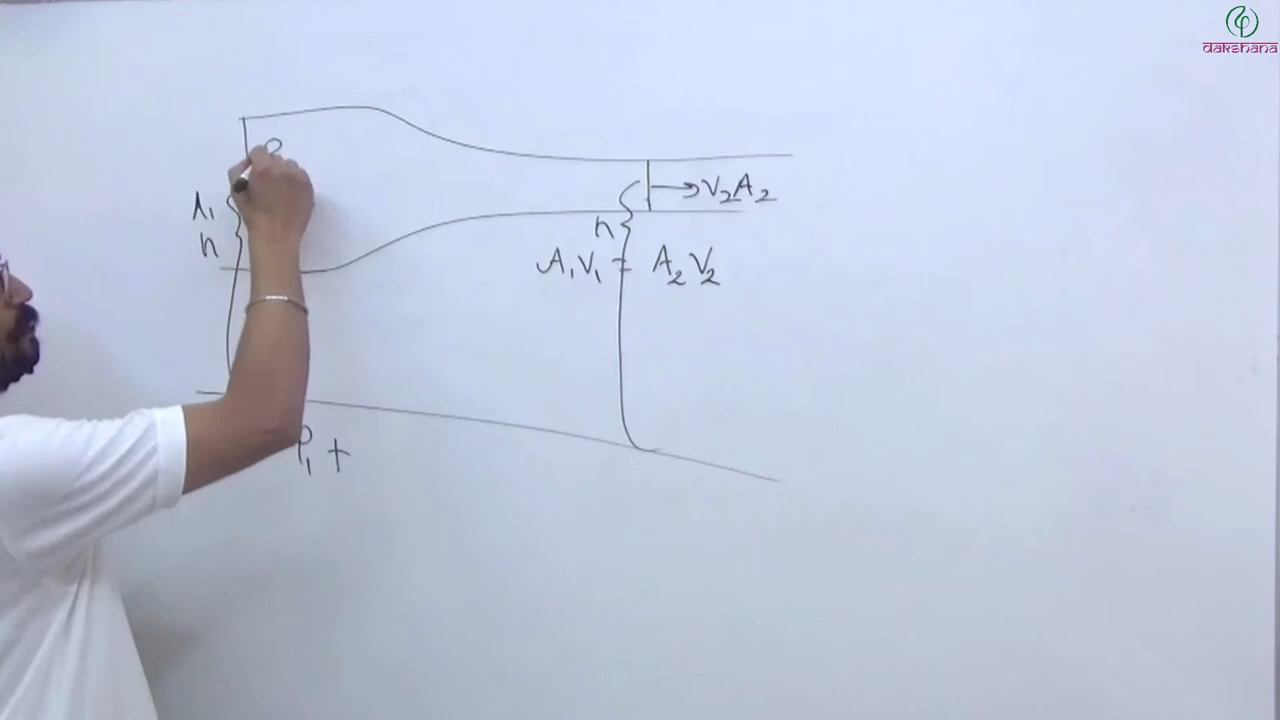 dakshana
A₁
h
V₂A₂
h
A₁V₁ = A₂V₂
P₁ +